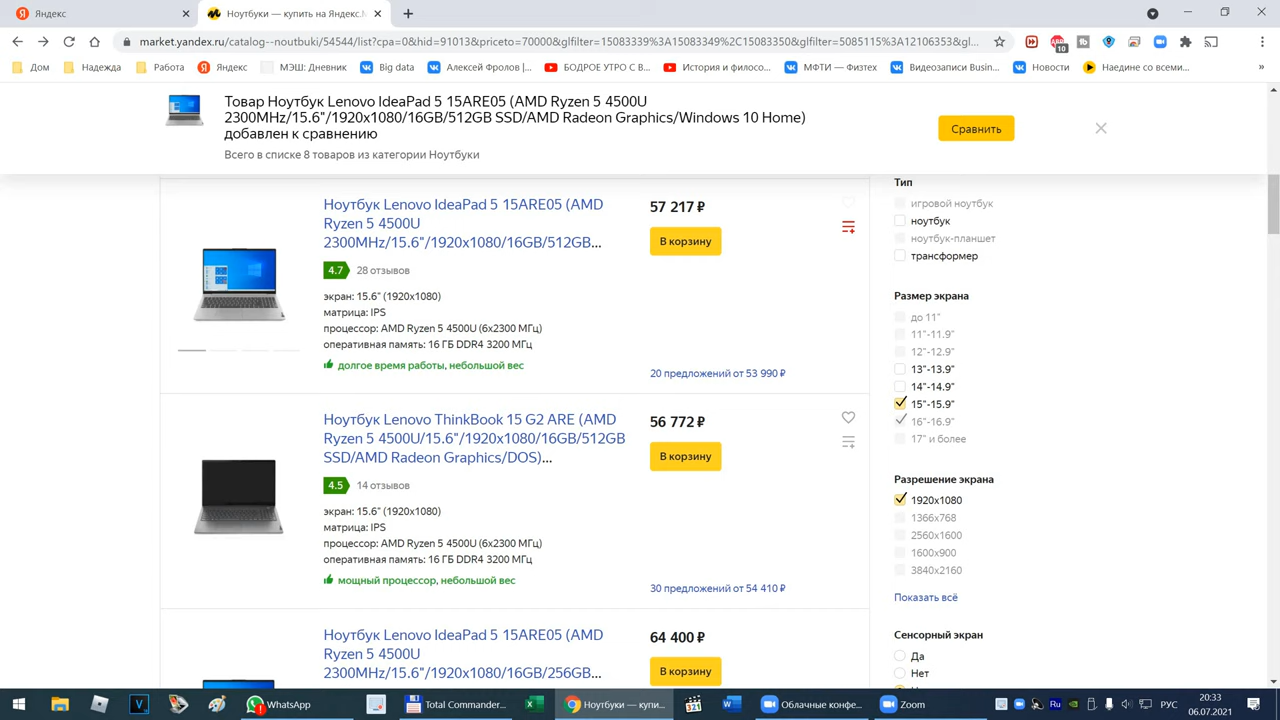 Яндекс
Ноутбуки — купить на Яндекс.М
market.yandex.ru/catalog--noutbuki/54544/list?cpa=0&hid=91013&priceto=70000&glfilter=15083339%3A15083349%2C15083350&glfilter=5085115%3A12106353&g...
10
Дом
Надежда
Работа
Яндекс
МЭШ: Дневник
Big data
Алексей Фролов |...
БОДРОЕ УТРО С В...
История и филосо...
МФТИ — Физтех
Видеозаписи Busin...
Новости
Наедине со всеми...
»
Товар Ноутбук Lenovo IdeaPad 5 15ARE05 (AMD Ryzen 5 4500U
2300MHz/15.6"/1920x1080/16GB/512GB SSD/AMD Radeon Graphics/Windows 10 Home)
добавлен к сравнению
Всего в списке 8 товаров из категории Ноутбуки
Сравнить
Ноутбук Lenovo IdeaPad 5 15ARE05 (AMD
Ryzen 5 4500U
2300MHz/15.6"/1920x1080/16GB/512GB...
4.7 28 отзывов
экран: 15.6" (1920x1080)
матрица: IPS
процессор: AMD Ryzen 5 4500U (6x2300 МГц)
оперативная память: 16 ГБ DDR4 3200 МГц
долгое время работы, небольшой вес
57 217 ₽
В корзину
20 предложений от 53 990 ₽
Ноутбук Lenovo ThinkBook 15 G2 ARE (AMD
Ryzen 5 4500U/15.6"/1920x1080/16GB/512GB
SSD/AMD Radeon Graphics/DOS)...
4.5 14 отзывов
экран: 15.6" (1920x1080)
матрица: IPS
процессор: AMD Ryzen 5 4500U (6x2300 МГц)
оперативная память: 16 ГБ DDR4 3200 МГц
мощный процессор, небольшой вес
56 772 ₽
В корзину
30 предложений от 54 410 ₽
Ноутбук Lenovo IdeaPad 5 15ARE05 (AMD
Ryzen 5 4500U
2300MHz/15.6"/1920x1080/16GB/256GB...
64 400 ₽
В корзину
Тип
игровой ноутбук
ноутбук
ноутбук-планшет
трансформер
Размер экрана
до 11"
11"-11.9"
12"-12.9"
13"-13.9"
14"-14.9"
15"-15.9"
16"-16.9"
17" и более
Разрешение экрана
1920x1080
1366x768
2560x1600
1600x900
3840x2160
Показать всё
Сенсорный экран
Да
Нет
WhatsApp
Total Commander...
Ноутбуки — купи...
Облачные конфе...
Zoom
РУС
20:33
06.07.2021